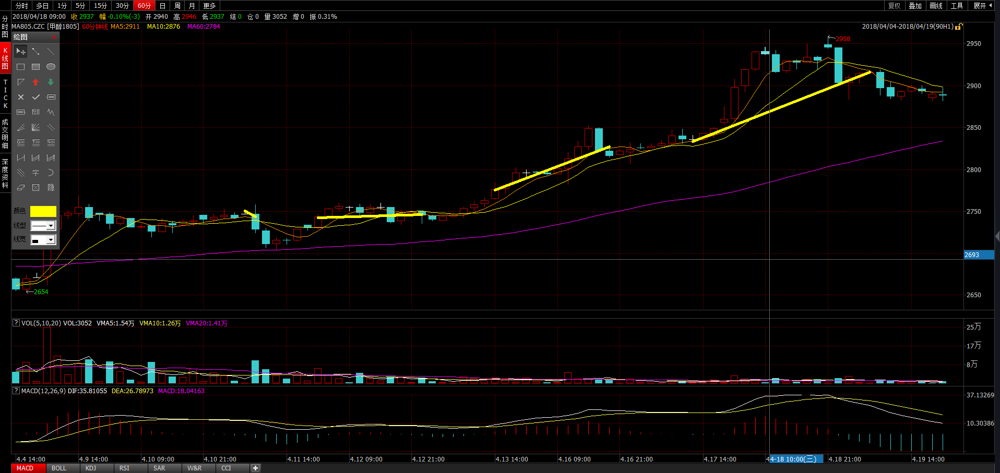 分时 多日 1分 5分 15分 30分 60分 日 周 月 更多 复权 叠加 画线 工具 展开
2018/04/18 09:00 收 2937 幅 -0.10%(-3) 开 2940 高 2946 低 2937 结 0 仓 0 量 3052 增 0 振 0.31%
MA805.CZC [甲醇1805] 60分钟线 MA5:2911 MA10:2876 MA60:2784 2018/04/04-2018/04/19(90H1)
分时图
K线图
TICK
成交明细
深度资料
绘图
字
隐
颜色
线型
线宽
2958
2654
2950
2900
2850
2800
2750
2693
2650
VOL(5,10,20) VOL:3052 VMA5:1.54万 VMA10:1.26万 VMA20:1.41万
25万
17万
8万
MACD(12,26,9) DIF:35.81055 DEA:26.78973 MACD:18.04163
37.13269
10.30386
4.4 14:00 4.9 14:00 4.10 09:00 4.10 21:00 4.11 14:00 4.12 09:00 4.12 21:00 4.13 14:00 4.16 09:00 4.16 21:00 4.17 14:00 4-18 10:00(三) 4.18 21:00 4.19 14:00
MACD BOLL KDJ RSI SAR W&R CCI